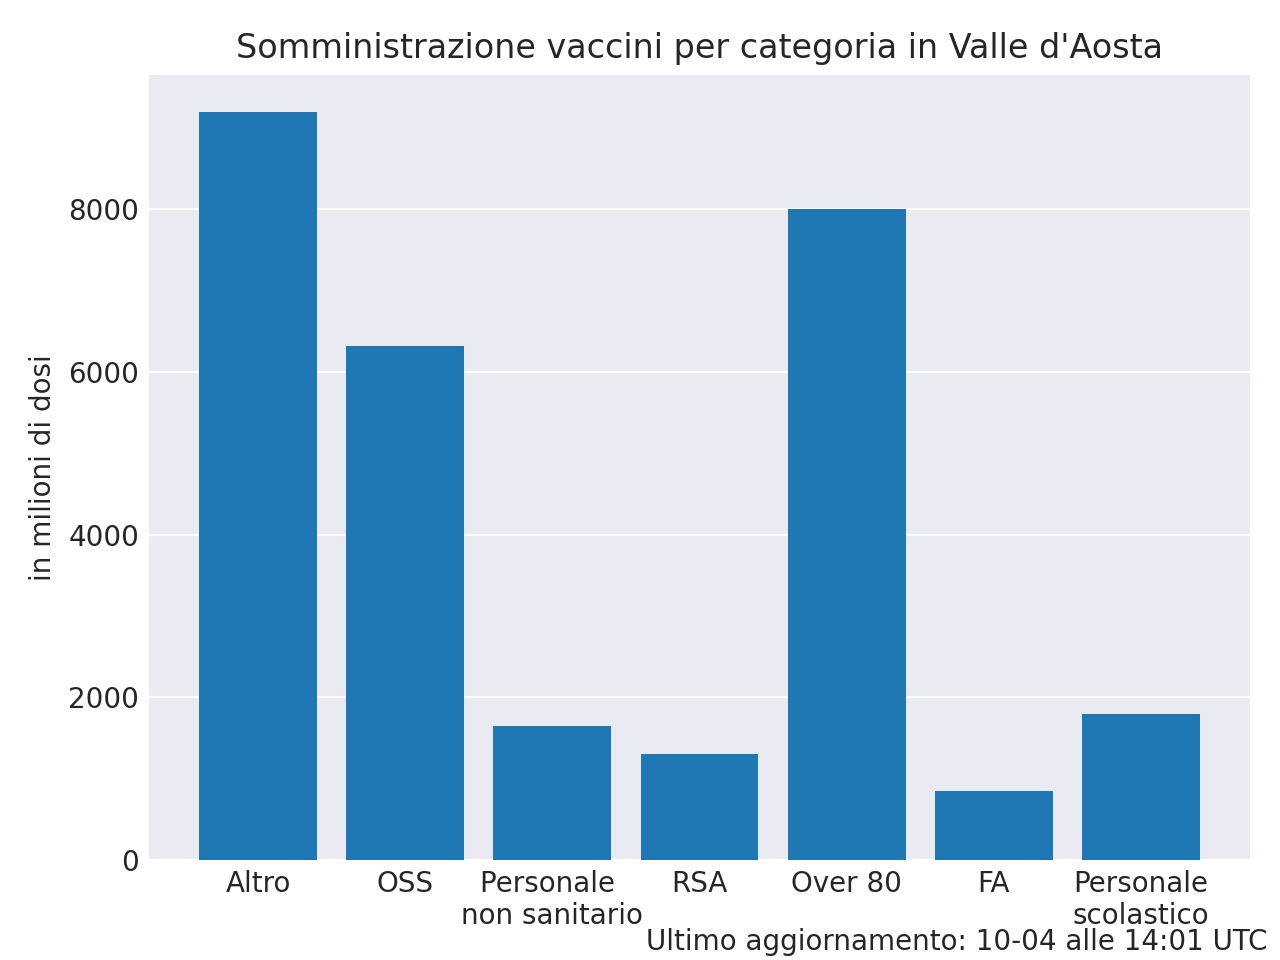 Somministrazione vaccini per categoria in Valle d'Aosta
in milioni di dosi
8000
6000
4000
2000
0
Altro
OSS
Personale
non sanitario
RSA
Over 80
FA
Personale
scolastico
Ultimo aggiornamento: 10-04 alle 14:01 UTC